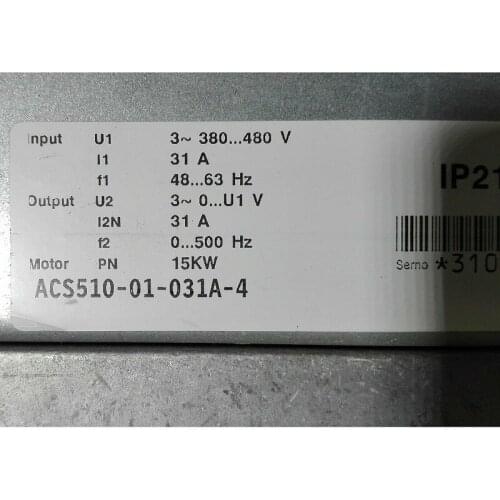 Input U1 3~ 380...480 V
I1 31 A
f1 48...63 Hz
Output U2 3~ 0...U1 V
I2N 31 A
f2 0...500 Hz
Motor PN 15KW
ACS510-01-031A-4
IP21
Serno *310